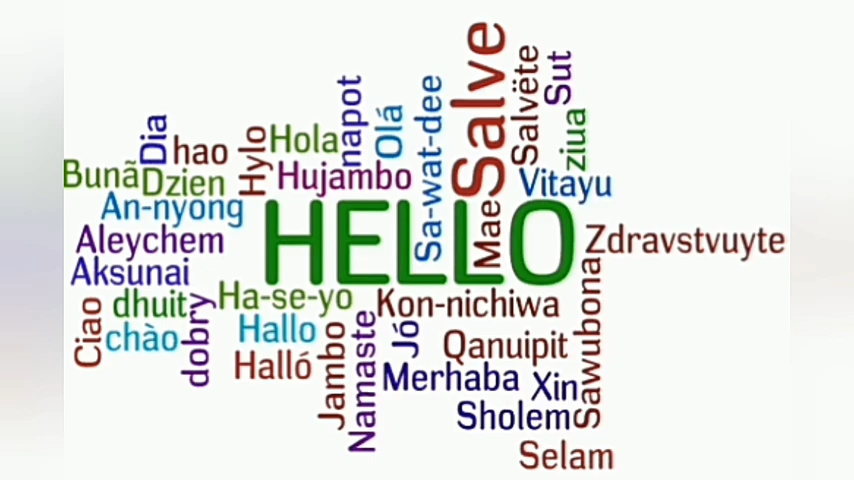 Salve
Salvëte
Sut
napot
Olá
Sa-wat-dee
Dia
hao
Hylo
Hola
ziua
Bunã
Dzien
Hujambo
Vitayu
An-nyong
HELLO
Mae
Aleychem
Zdravstvuyte
Aksunai
Ciao
dhuit
dobry
Ha-se-yo
Kon-nichiwa
Sawubona
chào
Hallo
Jambo
Namaste
Jó
Qanuipit
Halló
Merhaba
Xin
Sholem
Selam